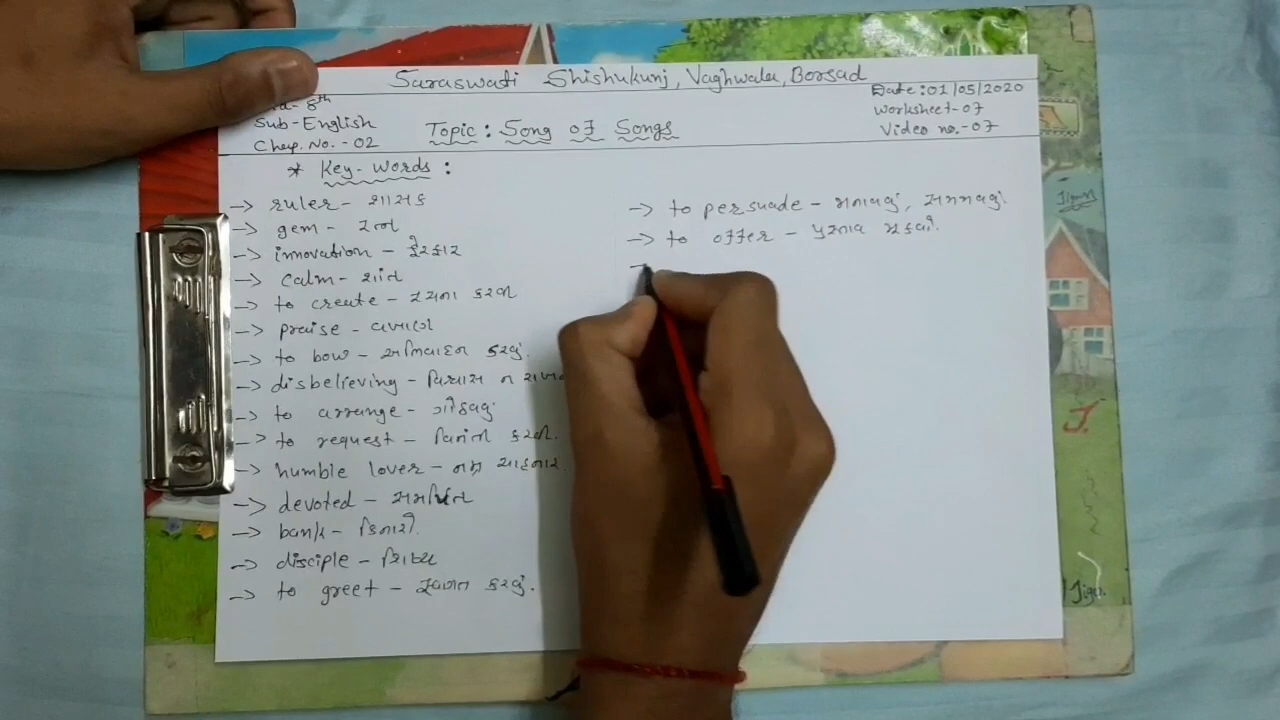 Saraswati Shishukunj, Vaghwala, Borsad
8th
Sub-English
Chap. No. - 02
Topic : Song of Songs
Date : 01/05/2020
Worksheet-07
Video no.-07
* Key-words :
-> ruler - શાસક
-> gem - રત્ન
-> innovation - ફેરફાર
-> calm - શાંત
-> to create - રચના કરવી
-> praise - વખાણ
-> to bow - અભિવાદન કરવું.
-> disbelieving - વિશ્વાસ ન
-> to arrange - ગોઠવવું
-> to request - વિનંતી કરવી.
-> humble lover - નમ્ર ચાહનાર
-> devoted - સમર્પિત
-> bank - કિનારો.
-> disciple - શિષ્ય
-> to greet - સ્વાગત કરવું.
-> to persuade - મનાવવું, સમજાવવું
-> to offer - પ્રસ્તાવ મૂકવો.
J.